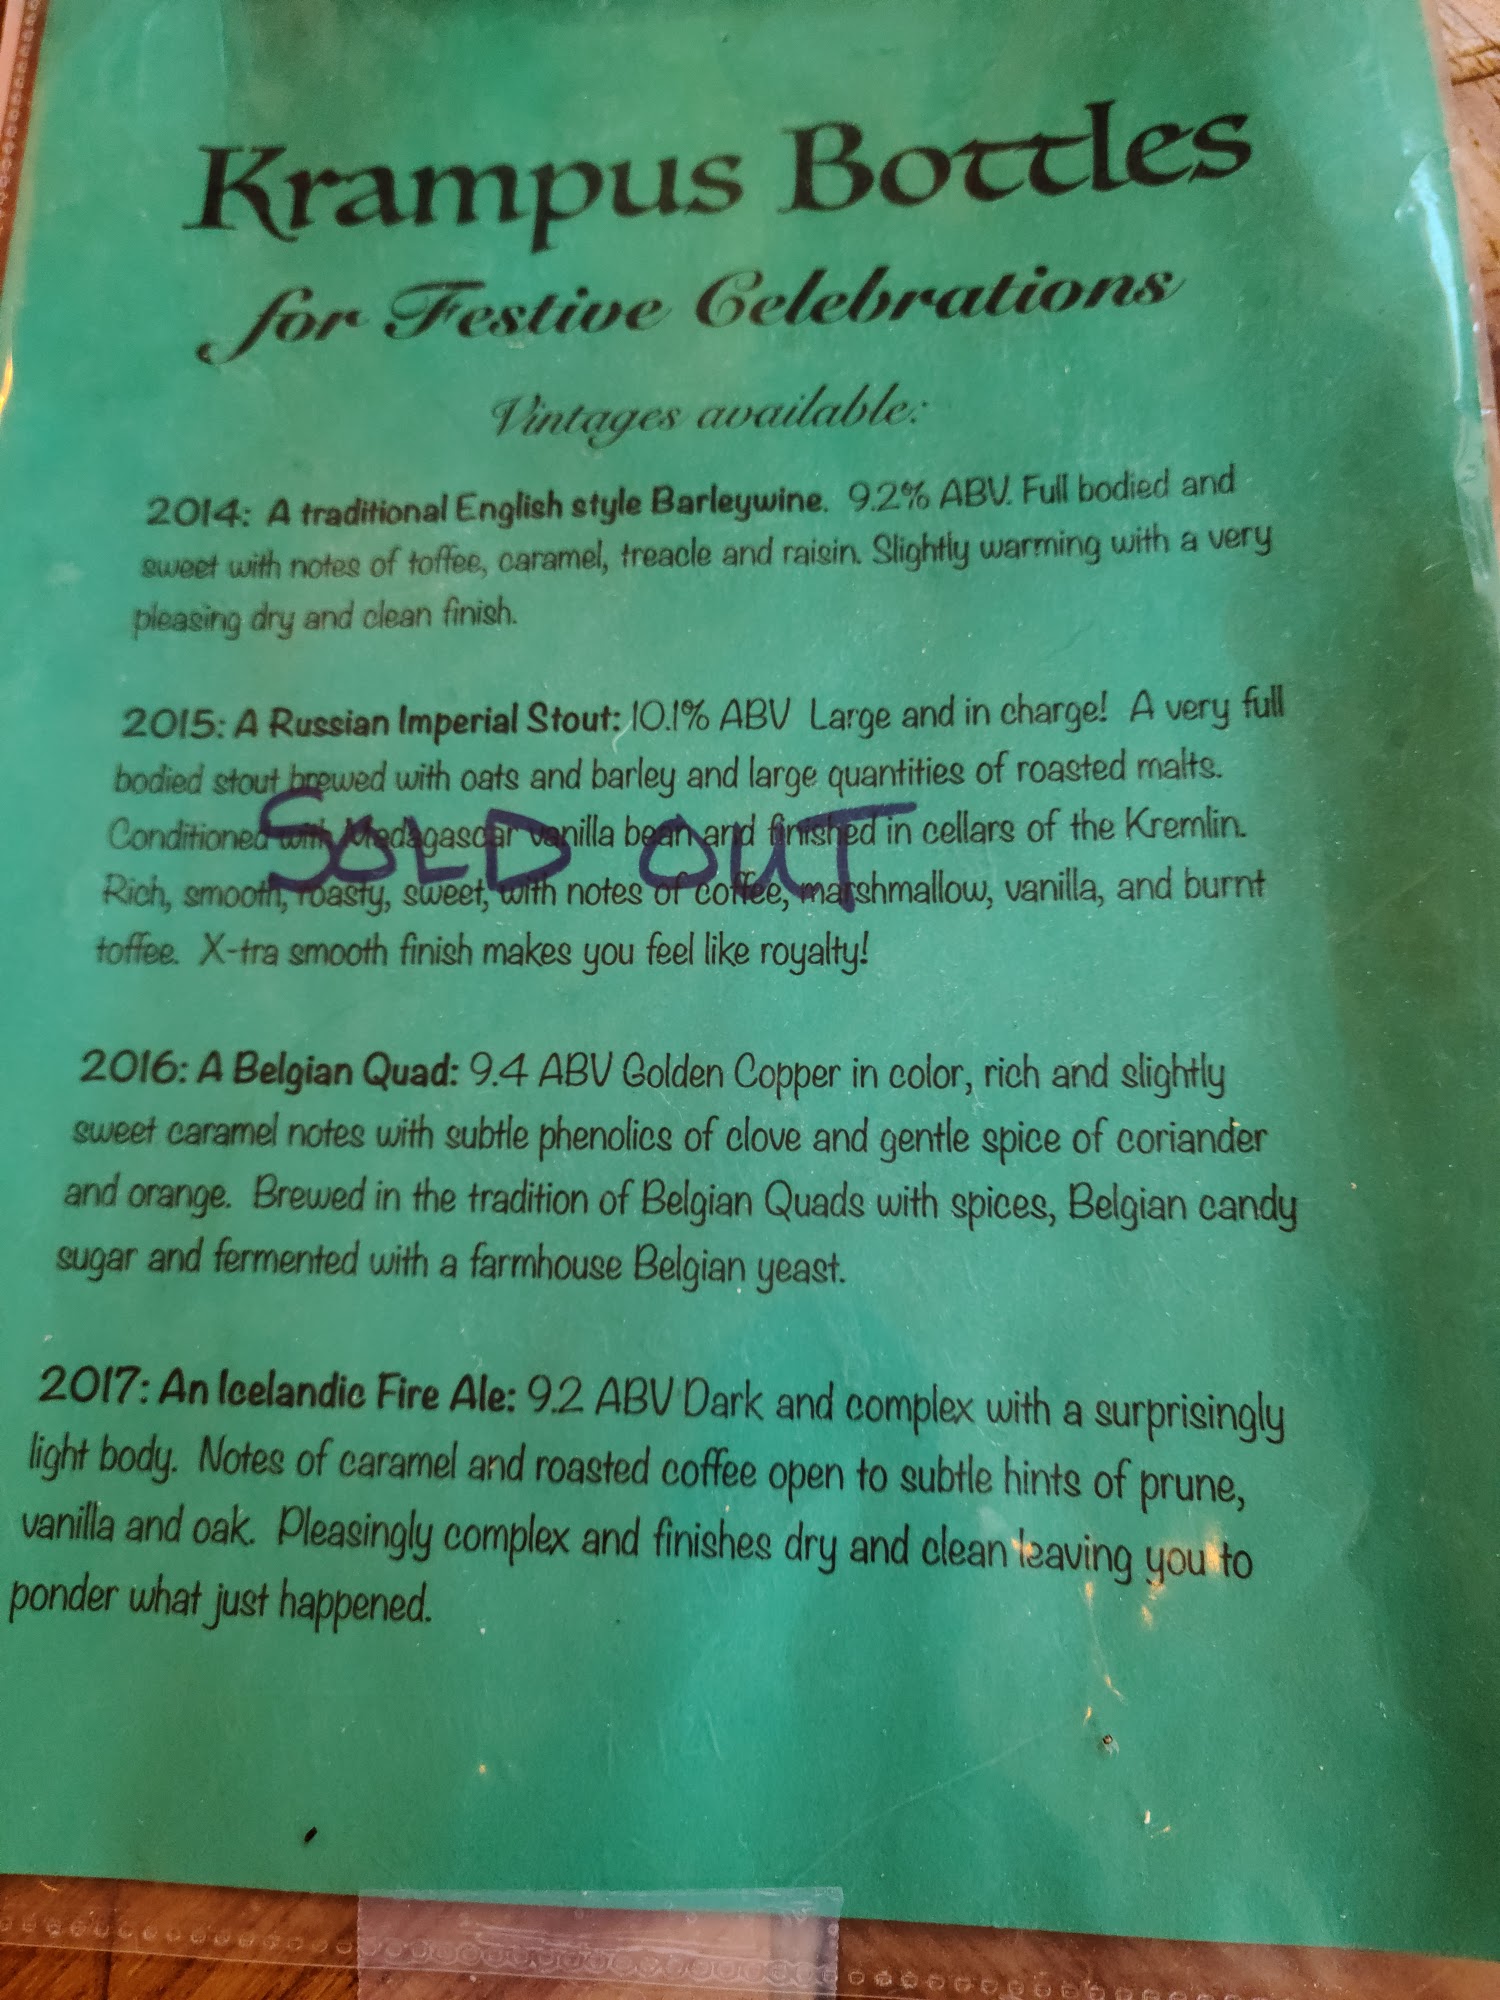 Krampus Bottles
for Festive Celebrations
Vintages available:
2014: A traditional English style Barleywine. 9.2% ABV. Full bodied and
sweet with notes of toffee, caramel, treacle and raisin. Slightly warming with a very
pleasing dry and clean finish.
2015: A Russian Imperial Stout: 10.1% ABV Large and in charge! A very full
bodied stout brewed with oats and barley and large quantities of roasted malts.
Conditioned with Madagascar vanilla bean and finished in cellars of the Kremlin.
SOLD OUT
Rich, smooth, roasty, sweet, with notes of coffee, marshmallow, vanilla, and burnt
toffee. X-tra smooth finish makes you feel like royalty!
2016: A Belgian Quad: 9.4 ABV Golden Copper in color, rich and slightly
sweet caramel notes with subtle phenolics of clove and gentle spice of coriander
and orange. Brewed in the tradition of Belgian Quads with spices, Belgian candy
sugar and fermented with a farmhouse Belgian yeast.
2017: An Icelandic Fire Ale: 9.2 ABV Dark and complex with a surprisingly
light body. Notes of caramel and roasted coffee open to subtle hints of prune,
vanilla and oak. Pleasingly complex and finishes dry and clean leaving you to
ponder what just happened.